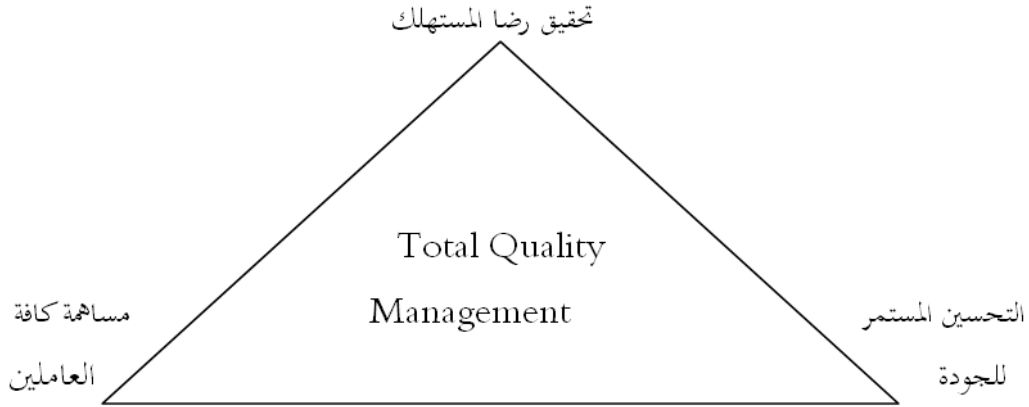 تحقيق رضا المستهلك
Total Quality
Management
التحسين المستمر
للجودة
مساهمة كافة
العاملين